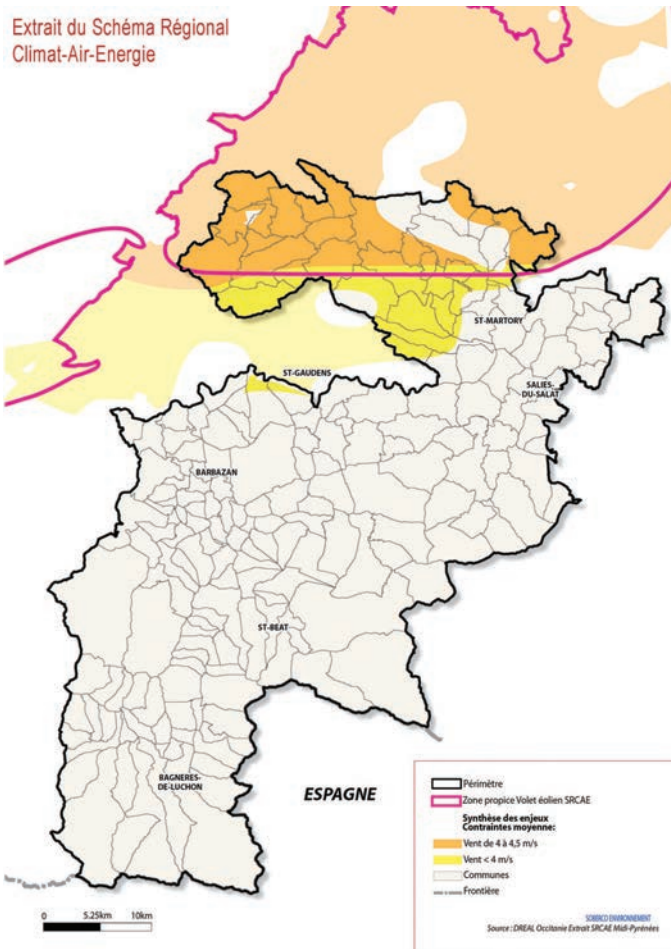 Extrait du Schéma Régional
Climat-Air-Energie
ST-MARTORY
ST-GAUDENS
SALIES-
DU-SALAT
BARBAZAN
ST-BEAT
BAGNERES-
DE-LUCHON
ESPAGNE
Périmètre
Zone propice Volet éolien SRCAE
Synthèse des enjeux
Contraintes moyenne:
Vent de 4 à 4,5 m/s
Vent < 4 m/s
Communes
Frontière
0 5.25km 10km
SOBERCO ENVIRONNEMENT
Source : DREAL Occitanie Extrait SRCAE Midi-Pyrénées